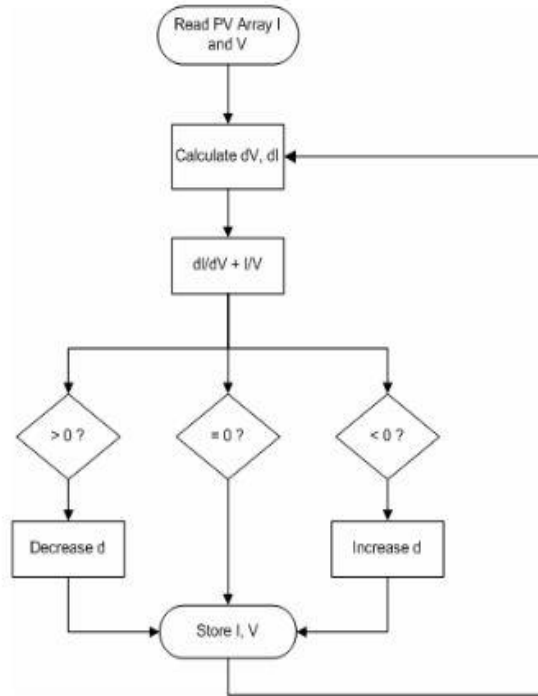 Read PV Array I
and V
Calculate dV, dI
dI/dV + I/V
> 0 ?
= 0 ?
< 0 ?
Decrease d
Increase d
Store I, V